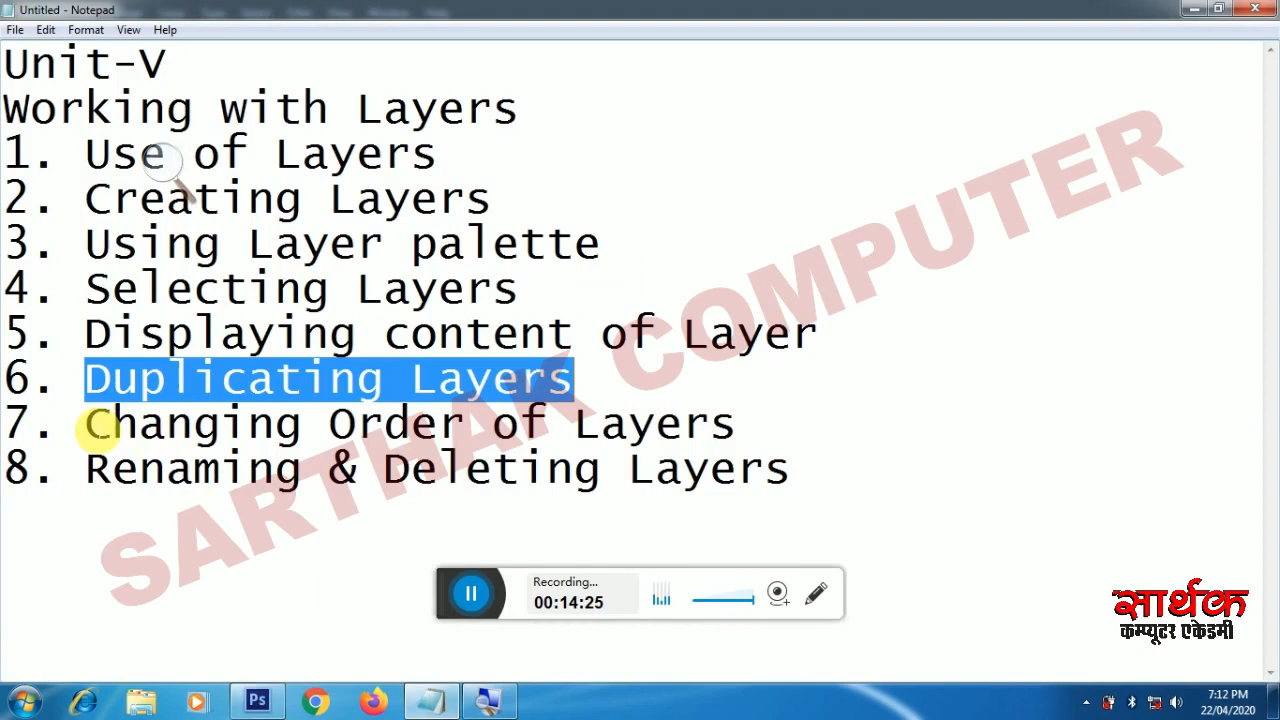 Untitled - Notepad
File Edit Format View Help
Unit-V
Working with Layers
1. Use of Layers
2. Creating Layers
3. Using Layer palette
4. Selecting Layers
5. Displaying content of Layer
6. Duplicating Layers
7. Changing Order of Layers
8. Renaming & Deleting Layers
SARTHAK COMPUTER
Recording...
00:14:25
सार्थक
कम्प्यूटर एकेडमी
Ps
7:12 PM
22/04/2020